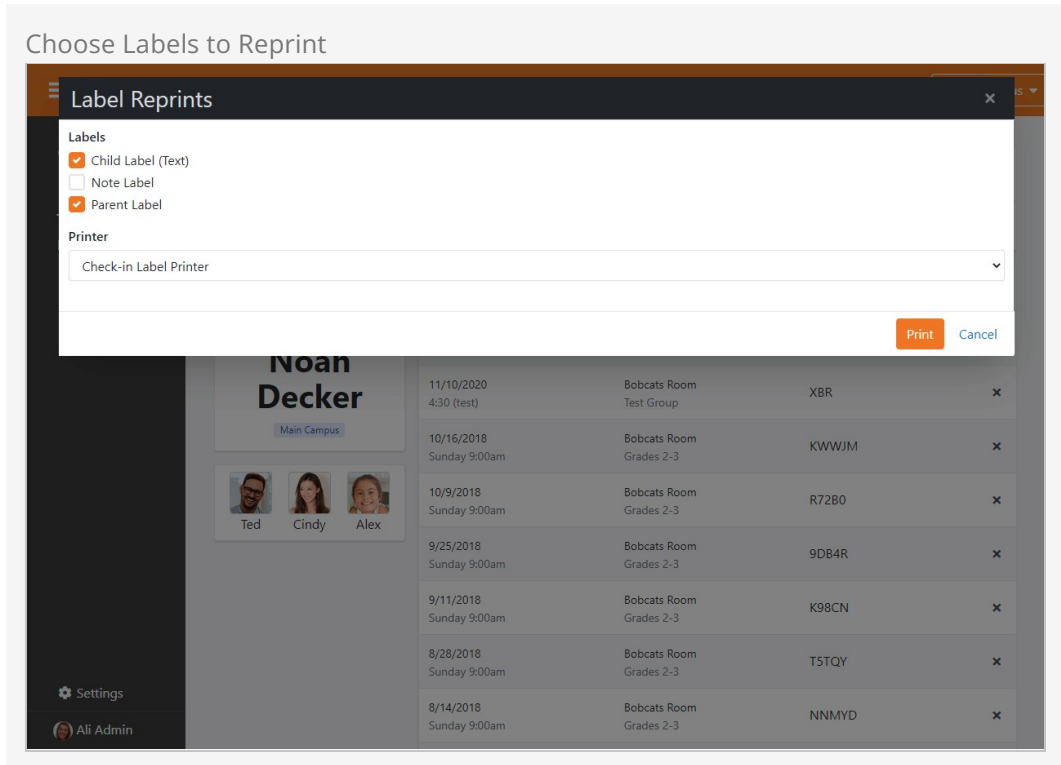 Choose Labels to Reprint
Label Reprints
Labels
Child Label (Text)
Note Label
Parent Label
Printer
Check-in Label Printer
Print Cancel
Noah
Decker
Main Campus
Ted Cindy Alex
11/10/2020 Bobcats Room XBR
4:30 (test) Test Group
10/16/2018 Bobcats Room KWWJM
Sunday 9:00am Grades 2-3
10/9/2018 Bobcats Room R72B0
Sunday 9:00am Grades 2-3
9/25/2018 Bobcats Room 9DB4R
Sunday 9:00am Grades 2-3
9/11/2018 Bobcats Room K98CN
Sunday 9:00am Grades 2-3
8/28/2018 Bobcats Room T5TQY
Sunday 9:00am Grades 2-3
8/14/2018 Bobcats Room NNMYD
Sunday 9:00am Grades 2-3
Settings
Ali Admin